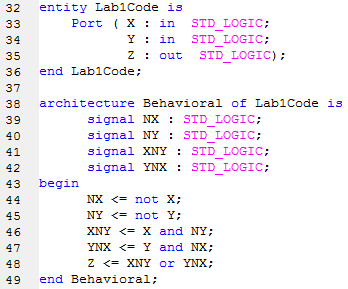 32 entity Lab1Code is
33     Port ( X : in  STD_LOGIC;
34            Y : in  STD_LOGIC;
35            Z : out  STD_LOGIC);
36 end Lab1Code;
37
38 architecture Behavioral of Lab1Code is
39       signal NX : STD_LOGIC;
40       signal NY : STD_LOGIC;
41       signal XNY : STD_LOGIC;
42       signal YNX : STD_LOGIC;
43 begin
44       NX <= not X;
45       NY <= not Y;
46       XNY <= X and NY;
47       YNX <= Y and NX;
48       Z <= XNY or YNX;
49 end Behavioral;